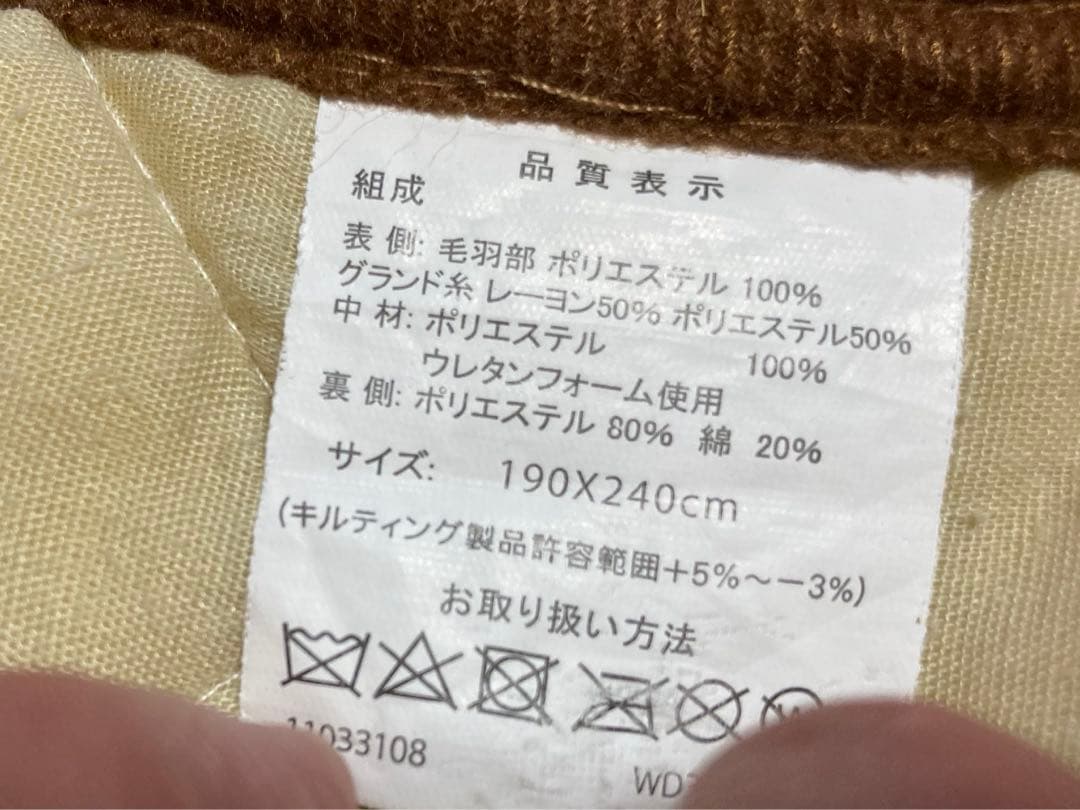 品質表示
組成
表側: 毛羽部 ポリエステル 100%
グランド糸 レーヨン50% ポリエステル50%
中材: ポリエステル 100%
ウレタンフォーム使用
裏側: ポリエステル 80% 綿 20%
サイズ: 190X240cm
(キルティング製品許容範囲+5%～－3%)
お取り扱い方法
W
11033108